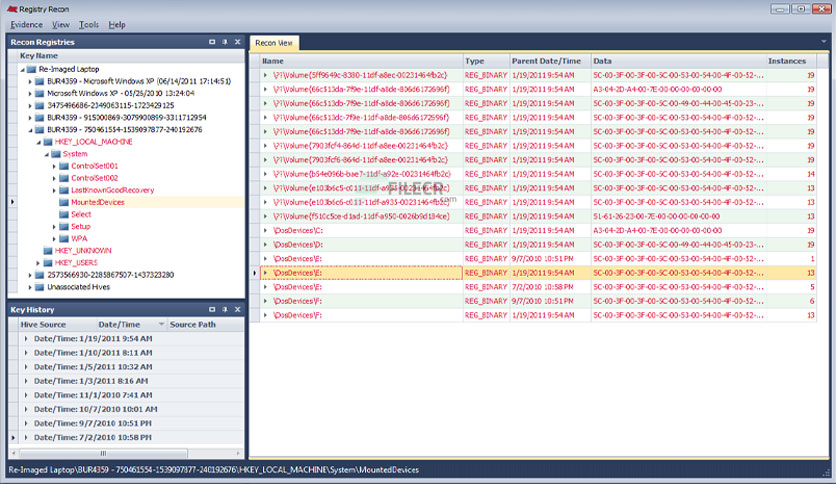 Registry Recon
Evidence View Tools Help
Recon Registries
Key Name
Re-Imaged Laptop
BUR4359 - Microsoft Windows XP (06/14/2011 17:14:51)
Microsoft Windows XP - 05/25/2010 13:24:04
3475496686-2349063115-1723429125
BUR4359 - 915000869-3079900899-3311712954
BUR4359 - 750461554-1539097877-240192676
HKEY_LOCAL_MACHINE
System
ControlSet001
ControlSet002
LastKnownGoodRecovery
MountedDevices
Select
Setup
WPA
HKEY_UNKNOWN
HKEY_USERS
2573566930-2285867507-1437323280
Unassociated Hives
Key History
Hive Source Date/Time Source Path
Date/Time: 1/19/2011 9:54 AM
Date/Time: 1/10/2011 8:11 AM
Date/Time: 1/5/2011 10:32 AM
Date/Time: 1/3/2011 8:16 AM
Date/Time: 11/1/2010 7:41 AM
Date/Time: 10/7/2010 10:01 AM
Date/Time: 9/7/2010 10:51 PM
Date/Time: 7/2/2010 10:58 PM
Recon View
Name Type Parent Date/Time Data Instances
\??\Volume{5ff9649c-8380-11df-a8ec-00231464fb2c} REG_BINARY 1/19/2011 9:54 AM 5C-00-3F-00-3F-00-5C-00-53-00-54-00-4F-00-52-... 19
\??\Volume{66c513da-7f9e-11df-a8de-806d6172696f} REG_BINARY 1/19/2011 9:54 AM A3-04-2D-A4-00-7E-00-00-00-00-00-00 19
\??\Volume{66c513db-7f9e-11df-a8de-806d6172696f} REG_BINARY 1/19/2011 9:54 AM 5C-00-3F-00-3F-00-5C-00-49-00-44-00-45-00-23-... 19
\??\Volume{66c513dc-7f9e-11df-a8de-806d6172696f} REG_BINARY 1/19/2011 9:54 AM 5C-00-3F-00-3F-00-5C-00-53-00-54-00-4F-00-52-... 19
\??\Volume{66c513dd-7f9e-11df-a8de-806d6172696f} REG_BINARY 1/19/2011 9:54 AM 5C-00-3F-00-3F-00-5C-00-53-00-54-00-4F-00-52-... 19
\??\Volume{7903fcf4-864d-11df-a8ee-00231464fb2c} REG_BINARY 1/19/2011 9:54 AM 5C-00-3F-00-3F-00-5C-00-53-00-54-00-4F-00-52-... 19
\??\Volume{7903fcf6-864d-11df-a8ee-00231464fb2c} REG_BINARY 1/19/2011 9:54 AM 5C-00-3F-00-3F-00-5C-00-53-00-54-00-4F-00-52-... 19
\??\Volume{b54e096b-bae7-11df-a92e-00231464fb2c} REG_BINARY 1/19/2011 9:54 AM 5C-00-3F-00-3F-00-5C-00-53-00-54-00-4F-00-52-... 14
\??\Volume{e103b6c5-c011-11df-a935-00231464fb2c} REG_BINARY 1/19/2011 9:54 AM 5C-00-3F-00-3F-00-5C-00-53-00-54-00-4F-00-52-... 13
FILECR
.com
\??\Volume{e103b6c6-c011-11df-a935-00231464fb2c} REG_BINARY 1/19/2011 9:54 AM 5C-00-3F-00-3F-00-5C-00-53-00-54-00-4F-00-52-... 13
\??\Volume{f510c5ce-d1ad-11df-a950-0026b9d184ce} REG_BINARY 1/19/2011 9:54 AM 51-61-26-23-00-7E-00-00-00-00-00-00 19
\DosDevices\C: REG_BINARY 1/19/2011 9:54 AM A3-04-2D-A4-00-7E-00-00-00-00-00-00 19
\DosDevices\D: REG_BINARY 1/19/2011 9:54 AM 5C-00-3F-00-3F-00-5C-00-49-00-44-00-45-00-23-... 19
\DosDevices\E: REG_BINARY 9/7/2010 10:51 PM 5C-00-3F-00-3F-00-5C-00-53-00-54-00-4F-00-52-... 1
\DosDevices\E: REG_BINARY 1/19/2011 9:54 AM 5C-00-3F-00-3F-00-5C-00-53-00-54-00-4F-00-52-... 13
\DosDevices\E: REG_BINARY 7/2/2010 10:58 PM 5C-00-3F-00-3F-00-5C-00-53-00-54-00-4F-00-52-... 5
\DosDevices\F: REG_BINARY 9/7/2010 10:51 PM 5C-00-3F-00-3F-00-5C-00-53-00-54-00-4F-00-52-... 6
\DosDevices\F: REG_BINARY 1/19/2011 9:54 AM 5C-00-3F-00-3F-00-5C-00-53-00-54-00-4F-00-52-... 13
Re-Imaged Laptop\BUR4359 - 750461554-1539097877-240192676\HKEY_LOCAL_MACHINE\System\MountedDevices